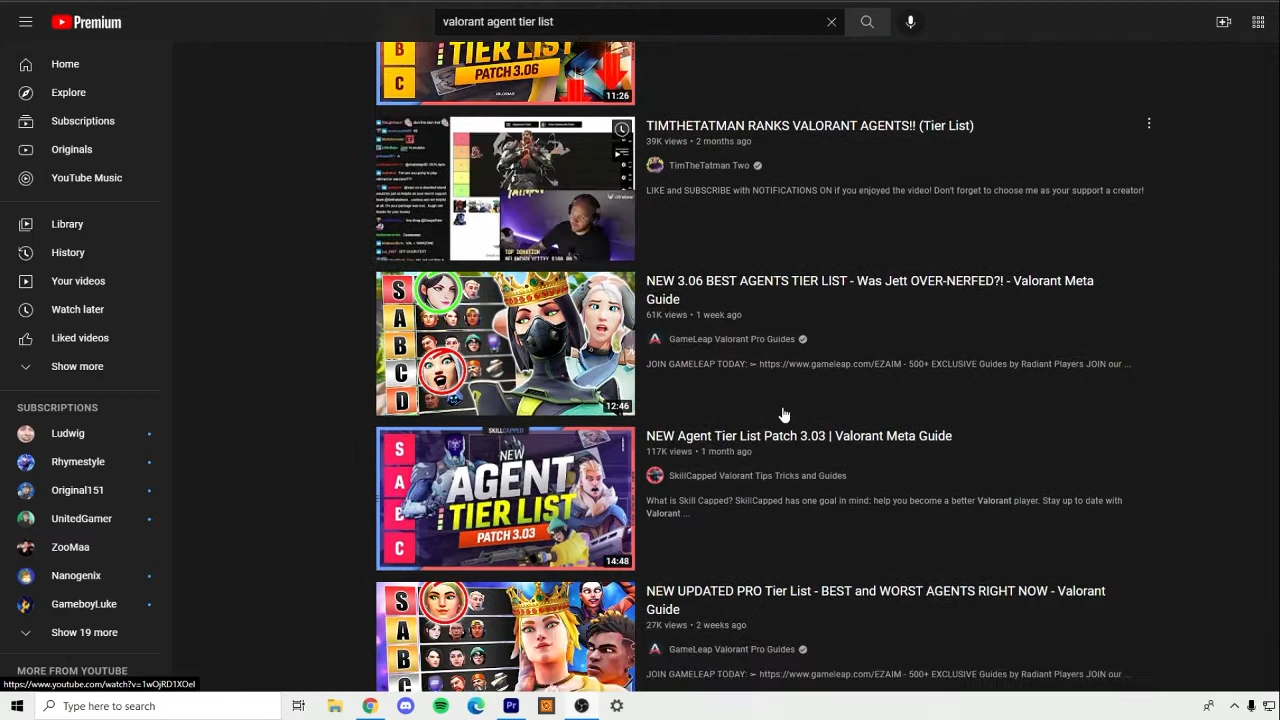 Premium
valorant agent tier list
Home
Explore
Subscriptions
Originals
YouTube Music
Library
History
Your videos
Watch later
Liked videos
Show more
SUBSCRIPTIONS
Ludwig
Rhymestyle
Original151
UnitedGamer
ZooMaa
Nanogenix
Show 19 more
MORE FROM YOUTUBE
https://www.youtube.com/watch?v=1wOjRD1XOeI
B
C
TIER LIST
PATCH 3.06
11:26
TIMTHETATMAN RANKS VALORANT AGENTS!! (Tier List)
39K views • 2 months ago
TimTheTatman Two
LIKE and SUBSCRIBE with NOTIFICATIONS ON if you enjoyed the video! Don't forget to choose me as your support a creator!
TOP DONATION
S
A
B
C
D
12:46
NEW 3.06 BEST AGENTS TIER LIST - Was Jett OVER-NERFED?! - Valorant Meta
Guide
61K views • 1 week ago
GameLeap Valorant Pro Guides
JOIN GAMELEAP TODAY: ➣ https://www.gameleap.com/EZAIM - 500+ EXCLUSIVE Guides by Radiant Players JOIN our ...
SKILLCAPPED
S
A
B
C
NEW
AGENT
TIER LIST
PATCH 3.03
14:48
NEW Agent Tier List Patch 3.03 | Valorant Meta Guide
117K views • 1 month ago
SkillCapped Valorant Tips Tricks and Guides
What is Skill Capped? SkillCapped has one goal in mind: help you become a better Valorant player. Stay up to date with
Valorant ...
S
A
B
C
NEW UPDATED PRO Tier List - BEST and WORST AGENTS RIGHT NOW - Valorant
Guide
27K views • 2 weeks ago
GameLeap Valorant Pro Guides
JOIN GAMELEAP TODAY: ➣ https://www.gameleap.com/EZAIM - 500+ EXCLUSIVE Guides by Radiant Players JOIN our ...
Type here to search
Pr